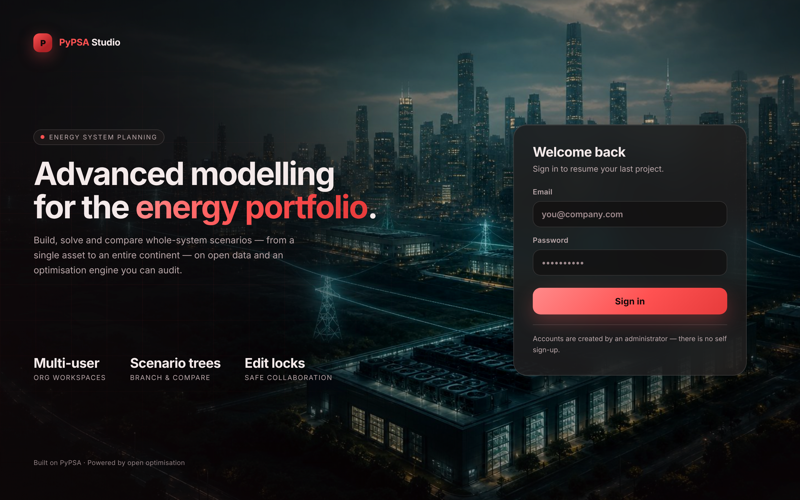 P
PyPSA Studio
ENERGY SYSTEM PLANNING
Advanced modelling
for the energy portfolio.
Build, solve and compare whole-system scenarios — from a
single asset to an entire continent — on open data and an
optimisation engine you can audit.
Multi-user
ORG WORKSPACES
Scenario trees
BRANCH & COMPARE
Edit locks
SAFE COLLABORATION
Built on PyPSA · Powered by open optimisation
Welcome back
Sign in to resume your last project.
Email
you@company.com
Password
••••••••••
Sign in
Accounts are created by an administrator — there is no self
sign-up.